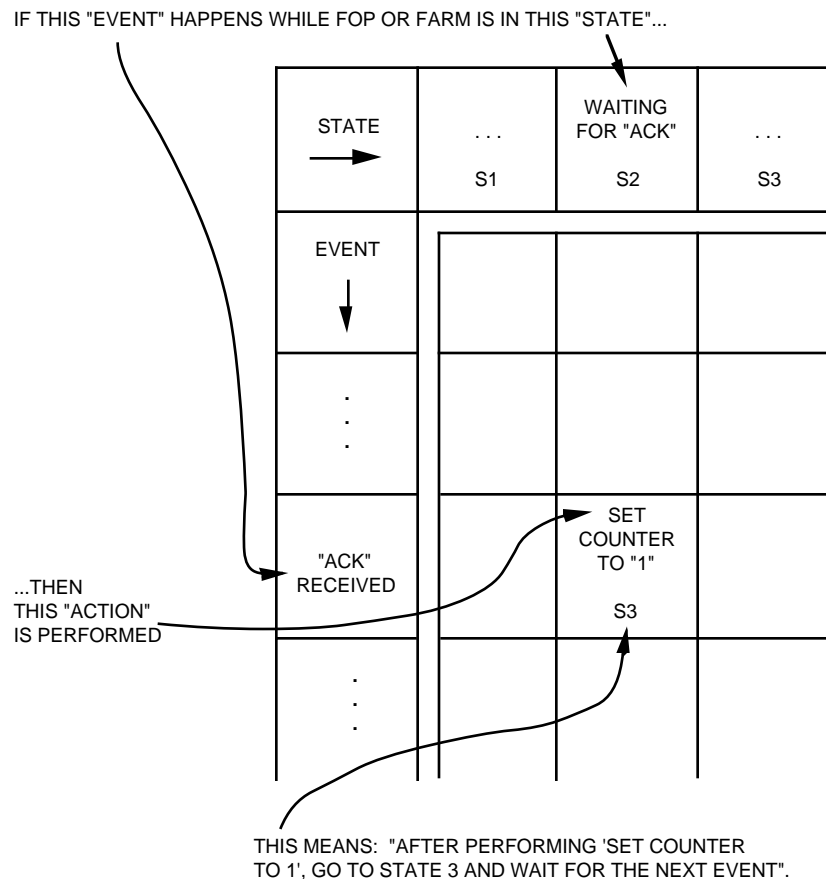 IF THIS "EVENT" HAPPENS WHILE FOP OR FARM IS IN THIS "STATE"...
STATE
. . .
S1
WAITING
FOR "ACK"
S2
. . .
S3
EVENT
.
.
.
"ACK"
RECEIVED
SET
COUNTER
TO "1"
S3
...THEN
THIS "ACTION"
IS PERFORMED
.
.
.
THIS MEANS: "AFTER PERFORMING 'SET COUNTER
TO 1', GO TO STATE 3 AND WAIT FOR THE NEXT EVENT".